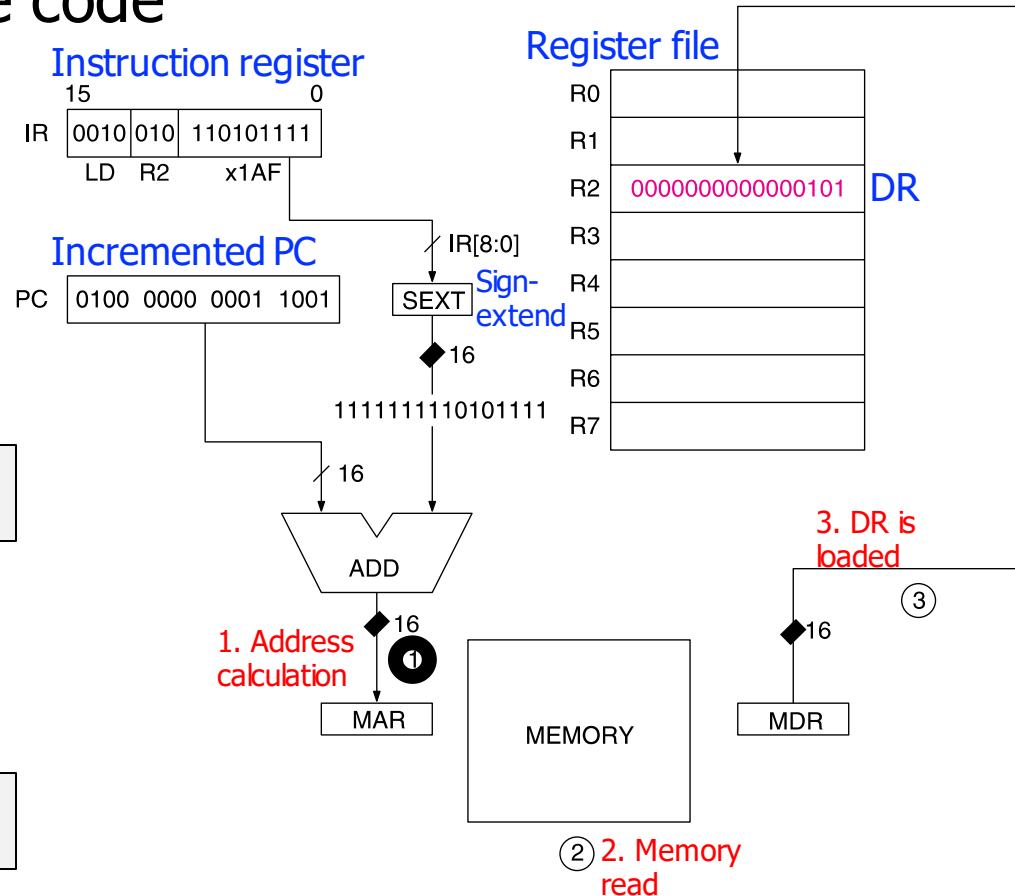 e code
Instruction register
15 0
IR 0010 010 110101111
LD R2 x1AF
IR[8:0]
Incremented PC
PC 0100 0000 0001 1001
SEXT
Sign-
extend
16
1111111110101111
16
ADD
16
1. Address
calculation
1
MAR
MEMORY
2 2. Memory
read
Register file
R0
R1
R2 0000000000000101 DR
R3
R4
R5
R6
R7
3. DR is
loaded
3
16
MDR